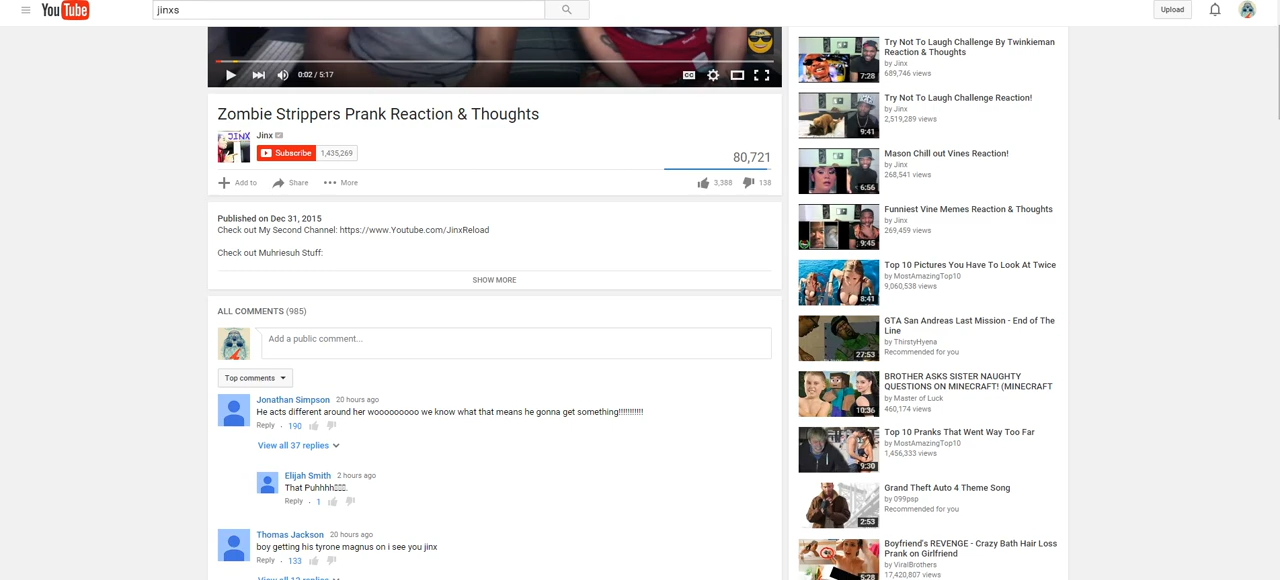 YouTube
jinxs
Upload
0:02 / 5:17
CC
Zombie Strippers Prank Reaction & Thoughts
Jinx
Subscribe 1,435,269
80,721
Add to Share More
3,388 138
Published on Dec 31, 2015
Check out My Second Channel: https://www.Youtube.com/JinxReload
Check out Muhriesuh Stuff:
SHOW MORE
ALL COMMENTS (985)
Add a public comment...
Top comments
Jonathan Simpson 20 hours ago
He acts different around her wooooooooo we know what that means he gonna get something!!!!!!!!!!!
Reply · 190
View all 37 replies
Elijah Smith 2 hours ago
That Puhhhh
Reply · 1
Thomas Jackson 20 hours ago
boy getting his tyrone magnus on i see you jinx
Reply · 133
Try Not To Laugh Challenge By Twinkieman
Reaction & Thoughts
by Jinx
689,746 views
7:28
Try Not To Laugh Challenge Reaction!
by Jinx
2,519,289 views
9:41
Mason Chill out Vines Reaction!
by Jinx
268,541 views
6:56
Funniest Vine Memes Reaction & Thoughts
by Jinx
269,459 views
9:45
Top 10 Pictures You Have To Look At Twice
by MostAmazingTop10
9,060,538 views
8:41
GTA San Andreas Last Mission - End of The
Line
by ThirstyHyena
Recommended for you
27:53
BROTHER ASKS SISTER NAUGHTY
QUESTIONS ON MINECRAFT! (MINECRAFT
by Master of Luck
460,174 views
10:36
Top 10 Pranks That Went Way Too Far
by MostAmazingTop10
1,456,333 views
9:30
Grand Theft Auto 4 Theme Song
by 099psp
Recommended for you
2:53
Boyfriend's REVENGE - Crazy Bath Hair Loss
Prank on Girlfriend
by ViralBrothers
17,420,807 views
5:28